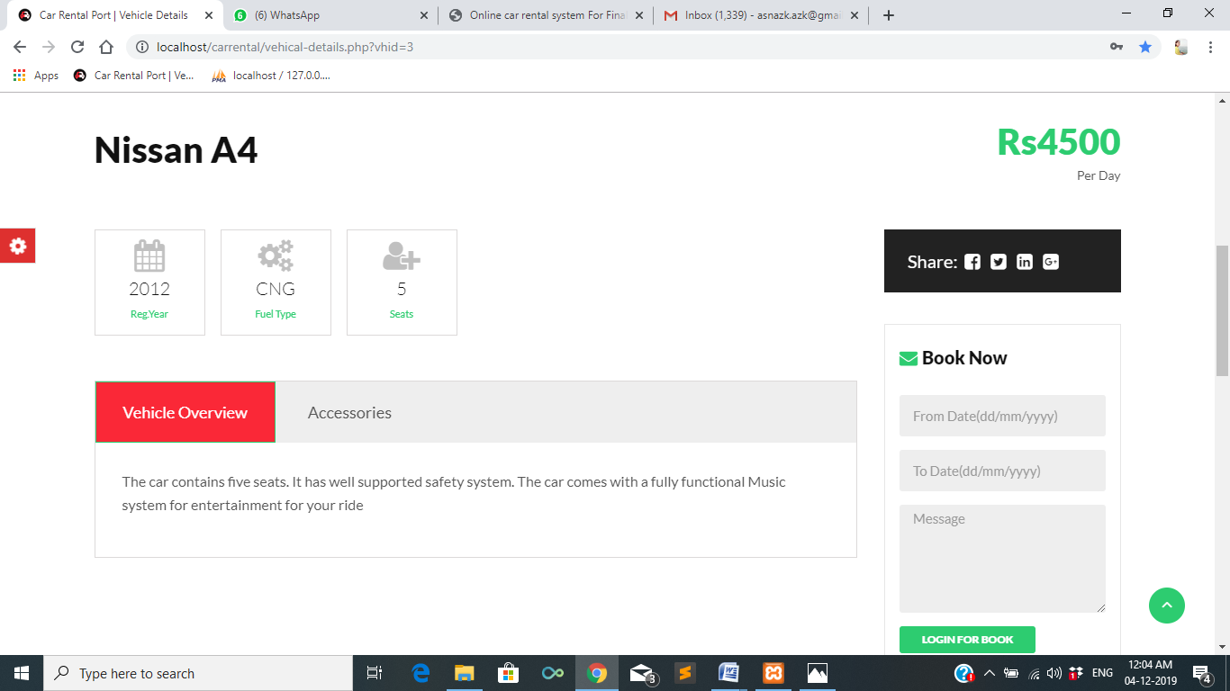 Car Rental Port | Vehicle Details
(6) WhatsApp
Online car rental system For Fina
Inbox (1,339) - asnazk.azk@gma
localhost/carrental/vehical-details.php?vhid=3
Apps
Car Rental Port | Ve...
localhost / 127.0.0....
Nissan A4
Rs4500
Per Day
2012
Reg.Year
CNG
Fuel Type
5
Seats
Share:
Book Now
Vehicle Overview
Accessories
From Date(dd/mm/yyyy)
The car contains five seats. It has well supported safety system. The car comes with a fully functional Music
system for entertainment for your ride
To Date(dd/mm/yyyy)
Message
LOGIN FOR BOOK
Type here to search
ENG
12:04 AM
04-12-2019